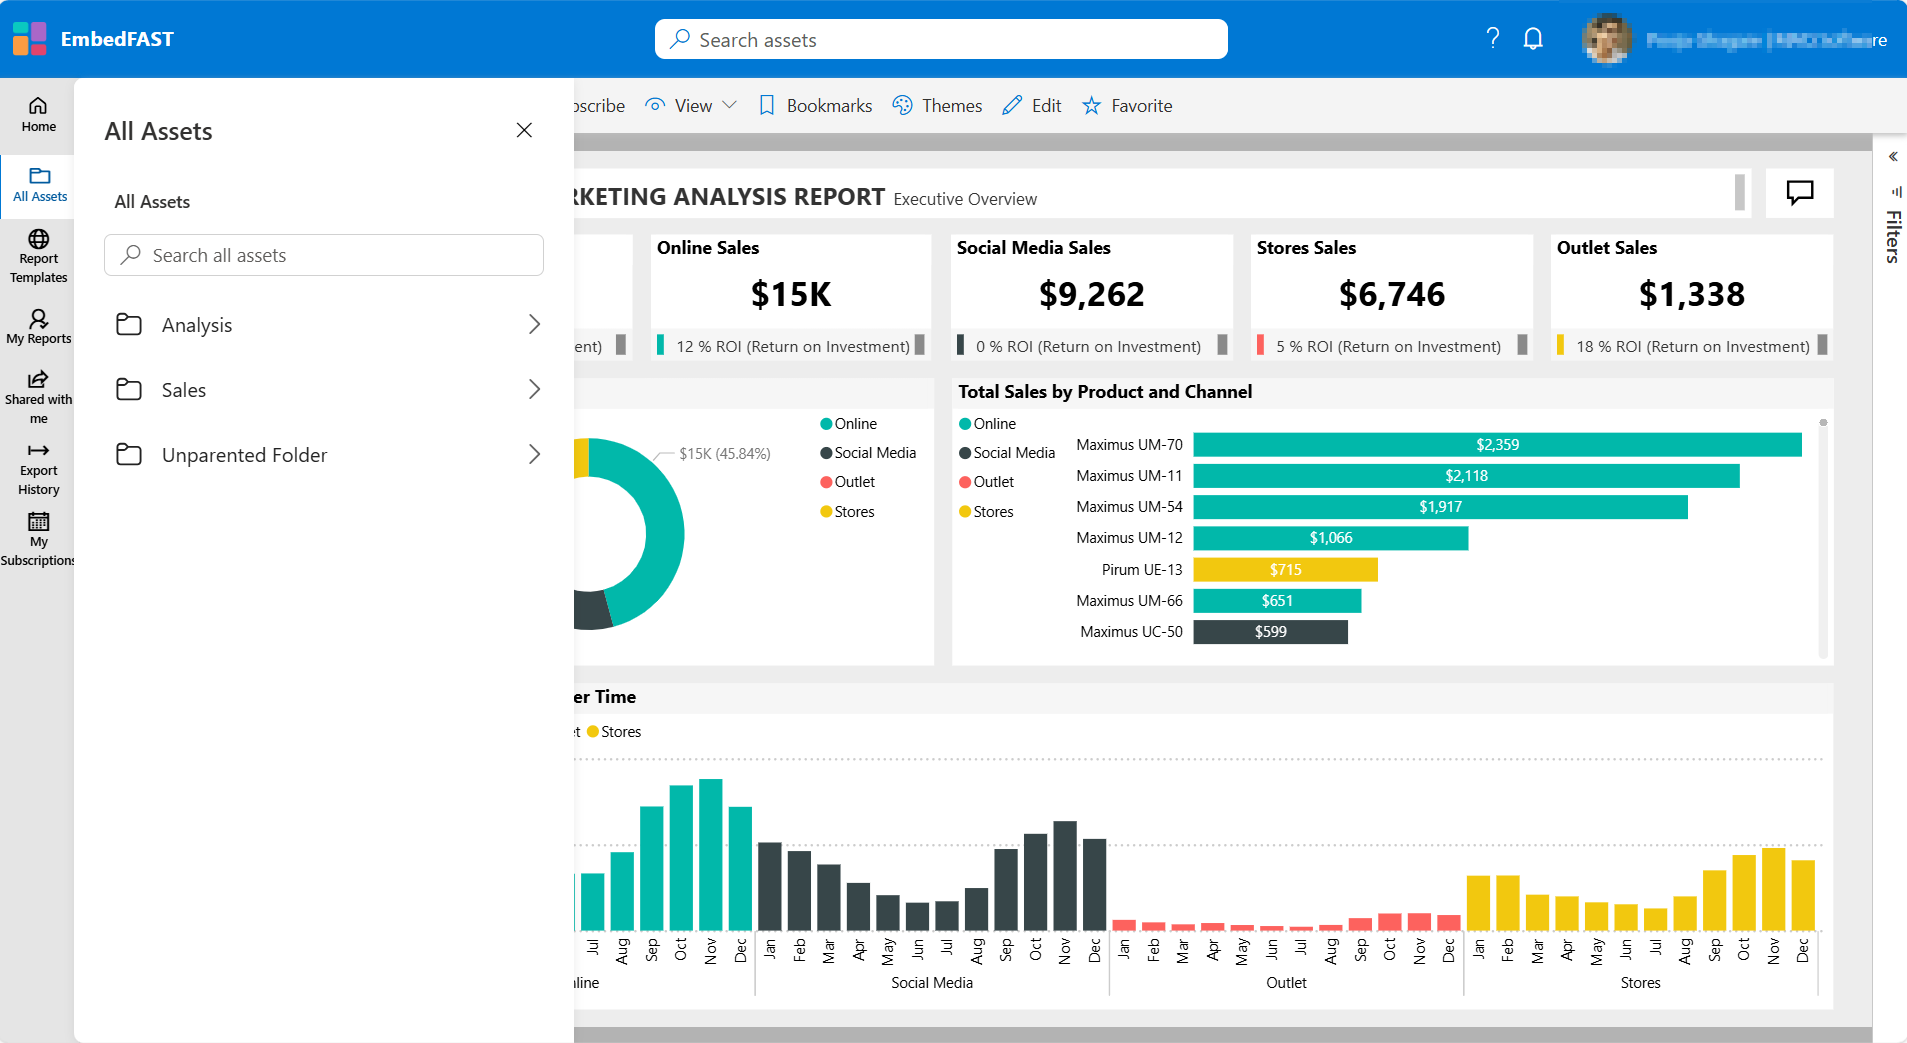 EmbedFAST
Search assets
?
re
Home
All Assets
Report
Templates
My Reports
Shared with
me
Export
History
My
Subscriptions
All Assets
All Assets
Search all assets
Analysis
Sales
Unparented Folder
bscribe
View
Bookmarks
Themes
Edit
Favorite
RKETING ANALYSIS REPORT Executive Overview
Filters
ent)
Online Sales
$15K
12 % ROI (Return on Investment)
Social Media Sales
$9,262
0 % ROI (Return on Investment)
Stores Sales
$6,746
5 % ROI (Return on Investment)
Outlet Sales
$1,338
18 % ROI (Return on Investment)
$15K (45.84%)
Online
Social Media
Outlet
Stores
Total Sales by Product and Channel
Online
Social Media
Outlet
Stores
Maximus UM-70 $2,359
Maximus UM-11 $2,118
Maximus UM-54 $1,917
Maximus UM-12 $1,066
Pirum UE-13 $715
Maximus UM-66 $651
Maximus UC-50 $599
er Time
et Stores
Jul Aug Sep Oct Nov Dec Jan Feb Mar Apr May Jun Jul Aug Sep Oct Nov Dec Jan Feb Mar Apr May Jun Jul Aug Sep Oct Nov Dec Jan Feb Mar Apr May Jun Jul Aug Sep Oct Nov Dec
line Social Media Outlet Stores